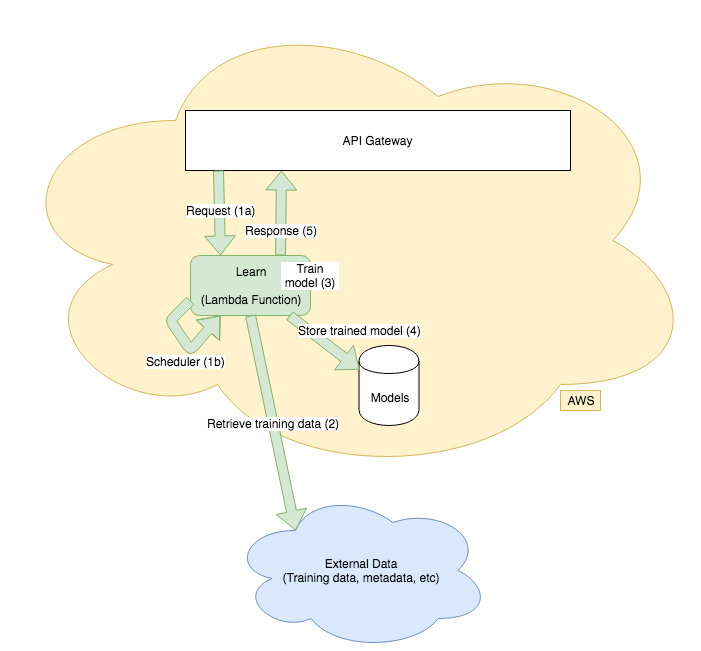 API Gateway
Request (1a)
Response (5)
Learn
(Lambda Function)
Train
model (3)
Store trained model (4)
Scheduler (1b)
Models
AWS
Retrieve training data (2)
External Data
(Training data, metadata, etc)